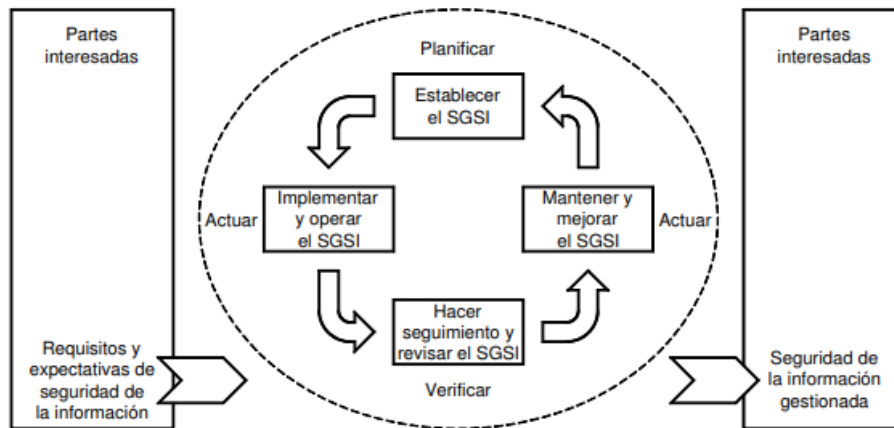 Partes
interesadas
Planificar
Partes
interesadas
Establecer
el SGSI
Actuar
Implementar
y operar
el SGSI
Mantener y
mejorar
el SGSI
Actuar
Hacer
seguimiento y
revisar el SGSI
Verificar
Requisitos y
expectativas de
seguridad de
la información
Seguridad de
la información
gestionada